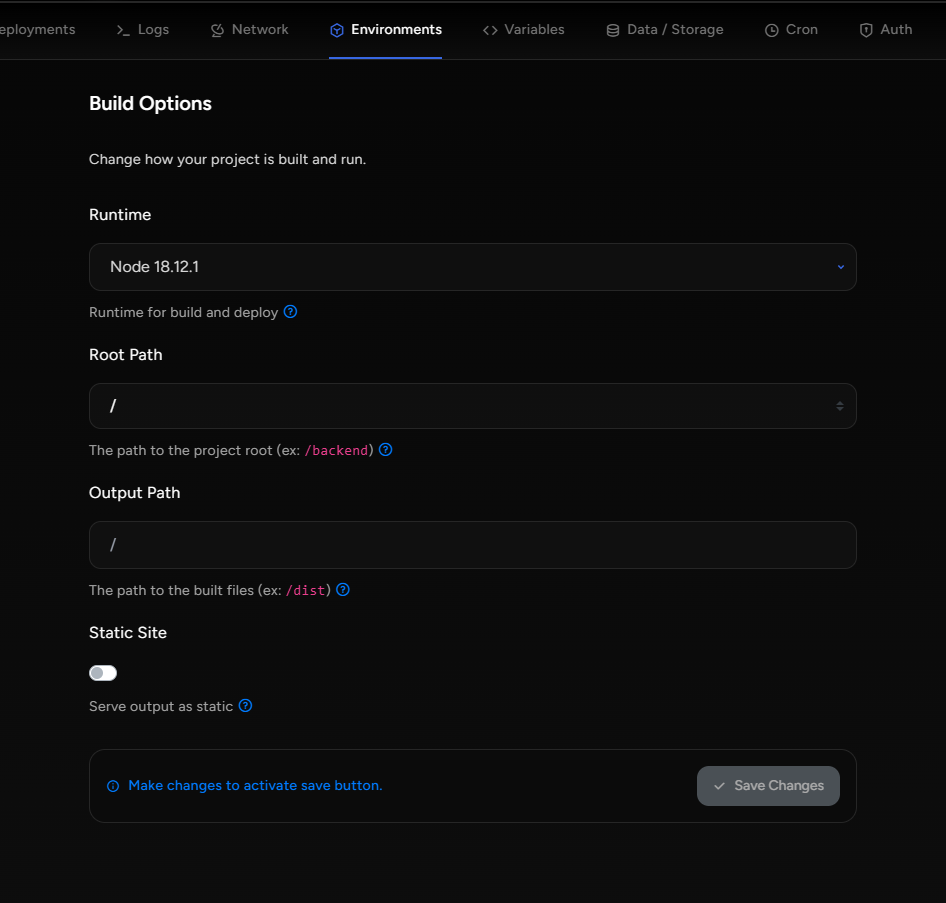 eployments Logs Network Environments Variables Data / Storage Cron Auth
Build Options
Change how your project is built and run.
Runtime
Node 18.12.1
Runtime for build and deploy
Root Path
/
The path to the project root (ex: /backend)
Output Path
/
The path to the built files (ex: /dist)
Static Site
Serve output as static
Make changes to activate save button. Save Changes